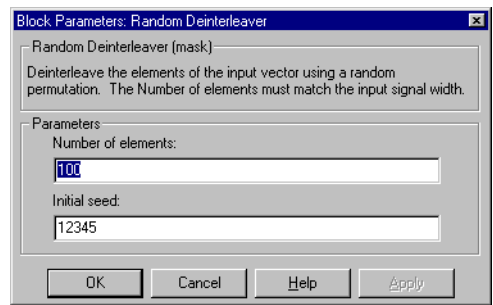 Block Parameters: Random Deinterleaver
Random Deinterleaver (mask)
Deinterleave the elements of the input vector using a random
permutation.  The Number of elements must match the input signal width.
Parameters
Number of elements:
100
Initial seed:
12345
OK Cancel Help Apply